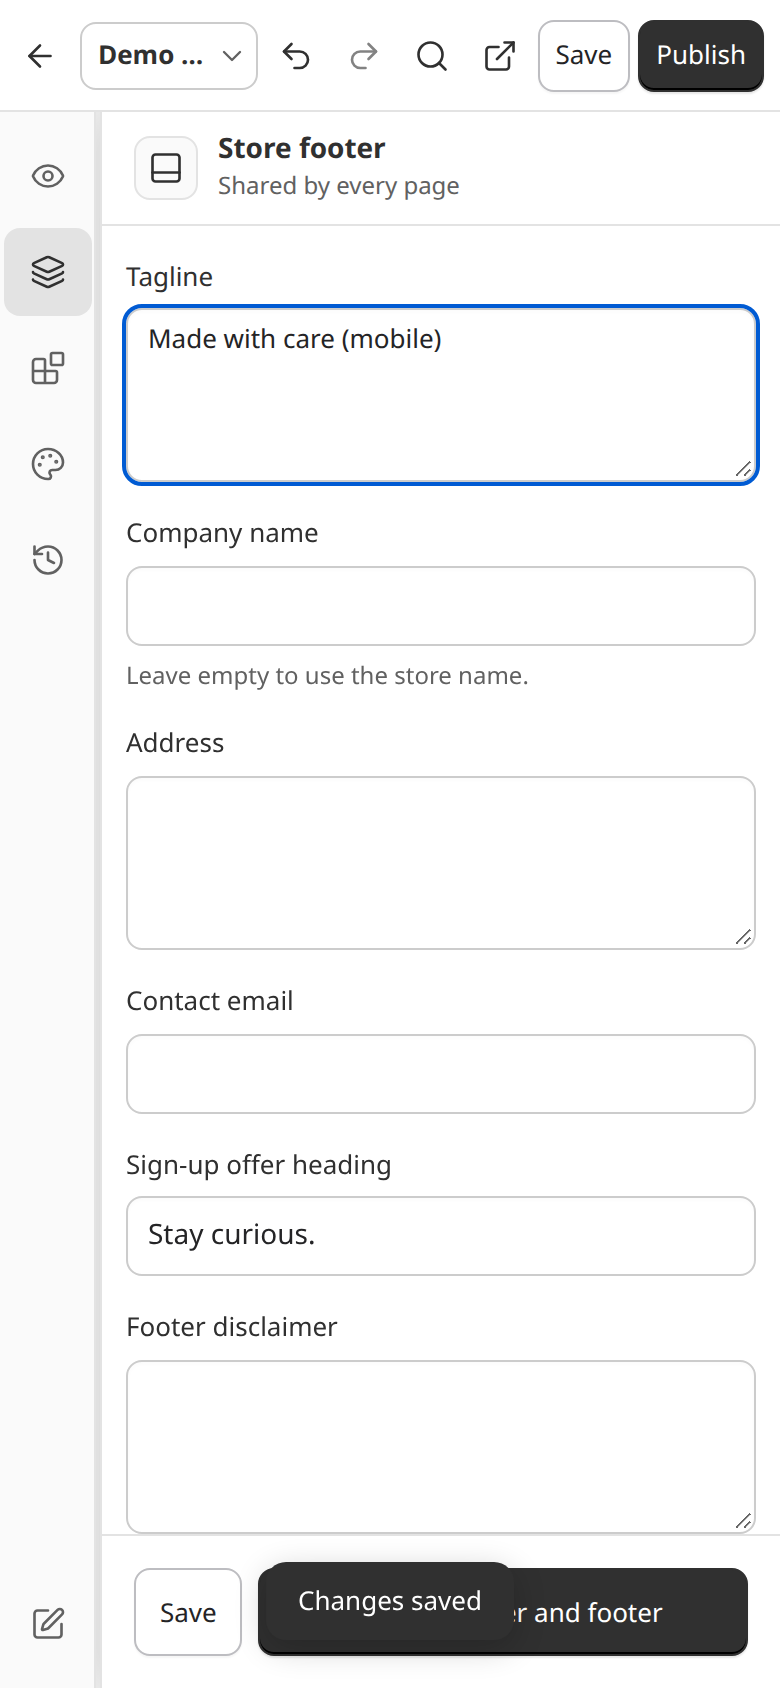 Demo ...
Save
Publish
Store footer
Shared by every page
Tagline
Made with care (mobile)
Company name
Leave empty to use the store name.
Address
Contact email
Sign-up offer heading
Stay curious.
Footer disclaimer
Save
Changes saved
and footer